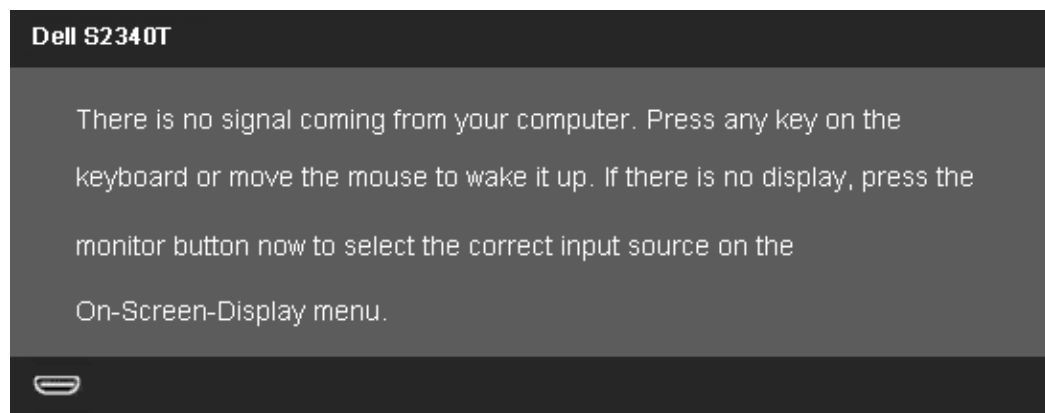 Dell S2340T
There is no signal coming from your computer. Press any key on the
keyboard or move the mouse to wake it up. If there is no display, press the
monitor button now to select the correct input source on the
On-Screen-Display menu.